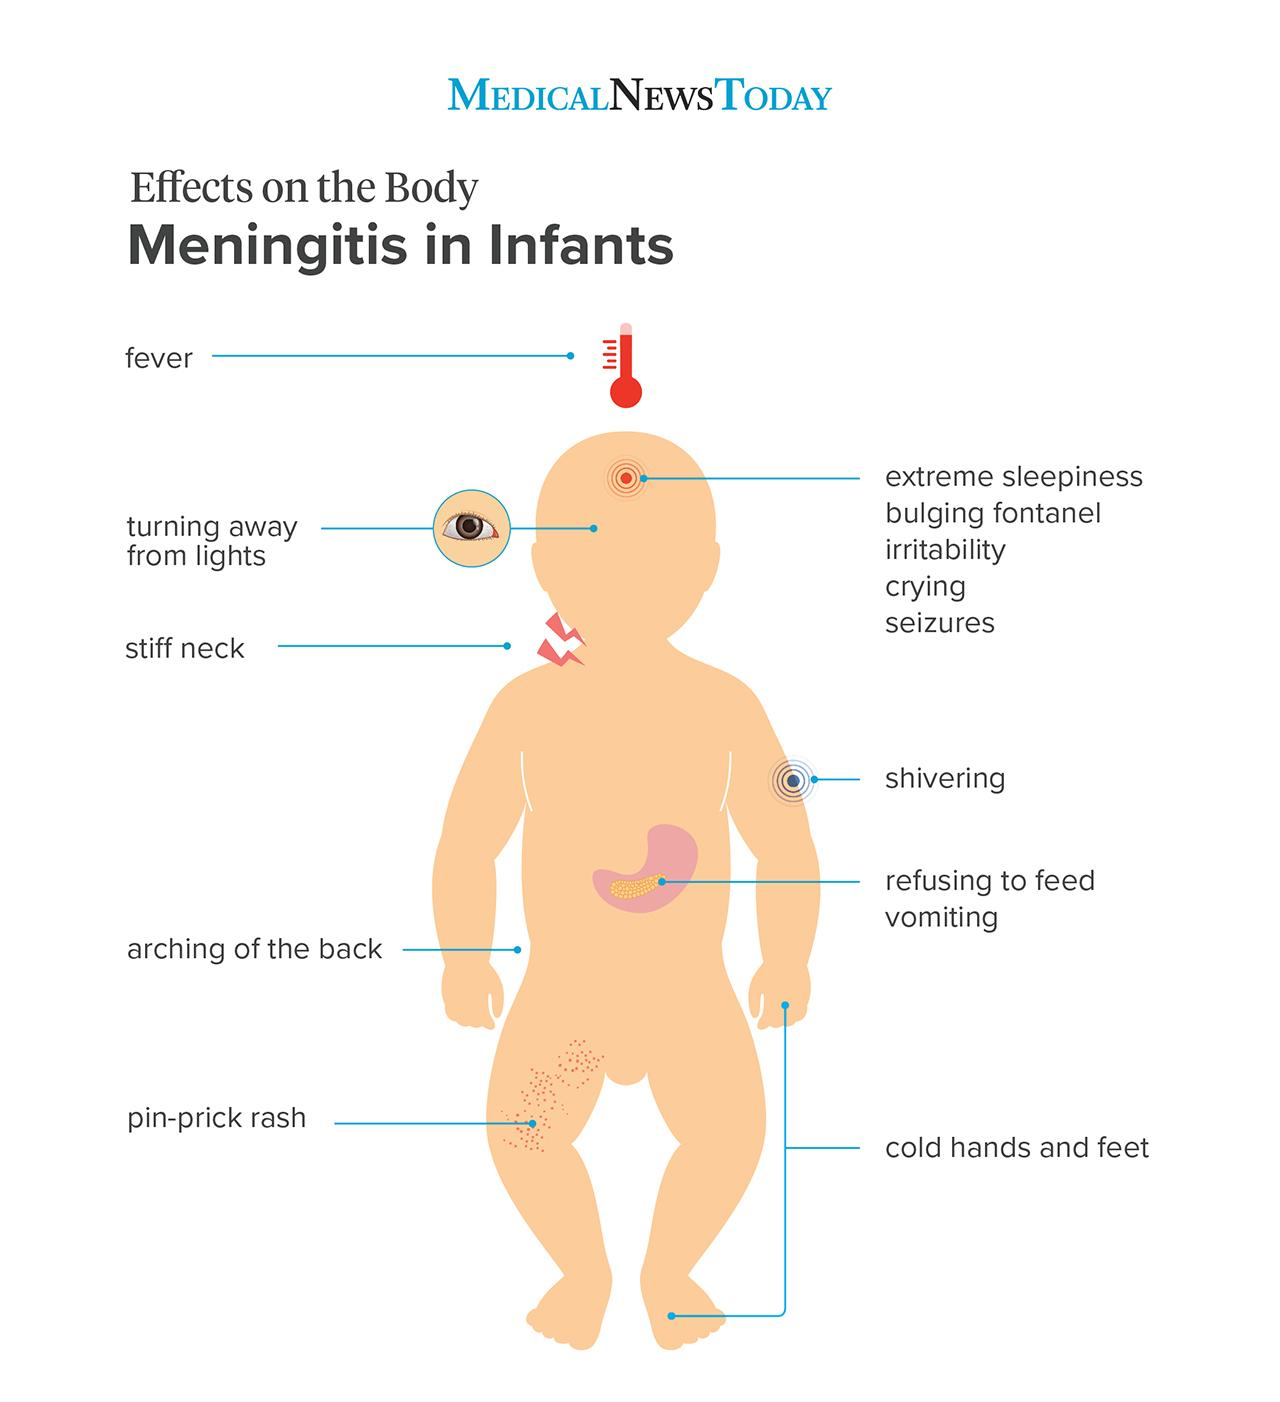 MEDICALNEWSTODAY
Effects on the Body
Meningitis in Infants
fever
turning away
from lights
stiff neck
arching of the back
pin-prick rash
extreme sleepiness
bulging fontanel
irritability
crying
seizures
shivering
refusing to feed
vomiting
cold hands and feet